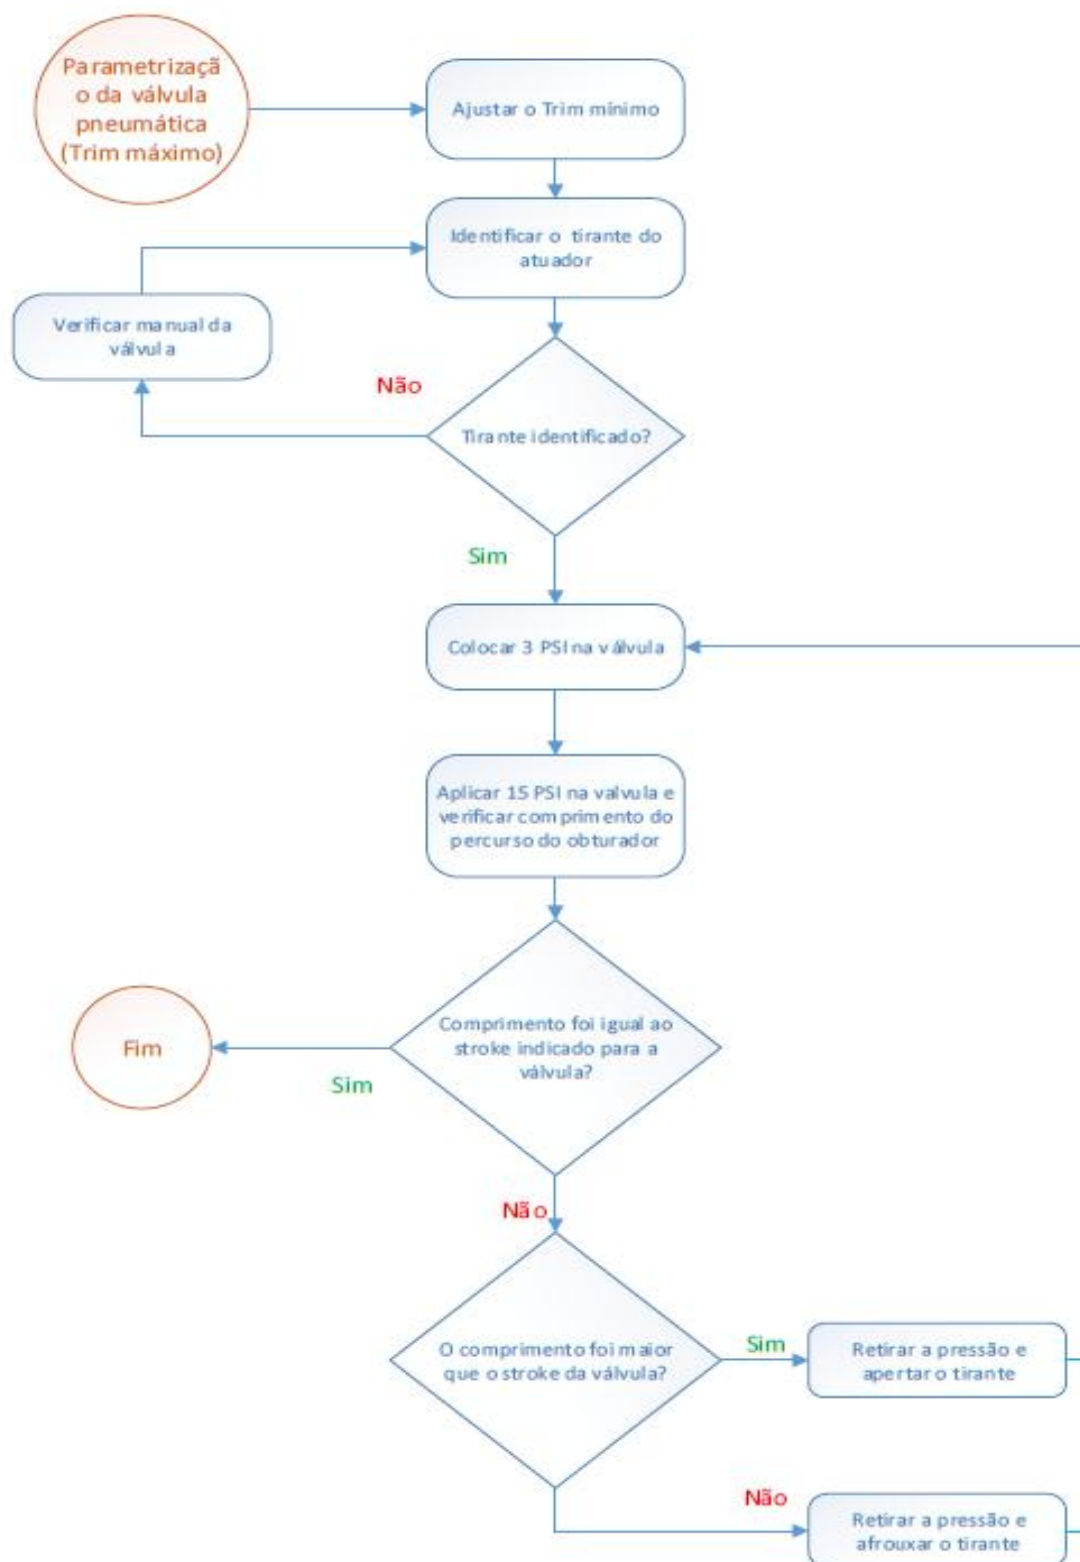 Parametrizaçã
o da válvula
pneumática
(Trim máximo)
Ajustar o Trim mínimo
Identificar o tirante do
atuador
Verificar manual da
válvula
Não
Tirante identificado?
Sim
Colocar 3 PSI na válvula
Aplicar 15 PSI na valvula e
verificar comprimento do
percurso do obturador
Comprimento foi igual ao
stroke indicado para a
válvula?
Fim
Sim
Não
O comprimento foi maior
que o stroke da válvula?
Sim
Retirar a pressão e
apertar o tirante
Não
Retirar a pressão e
afrouxar o tirante